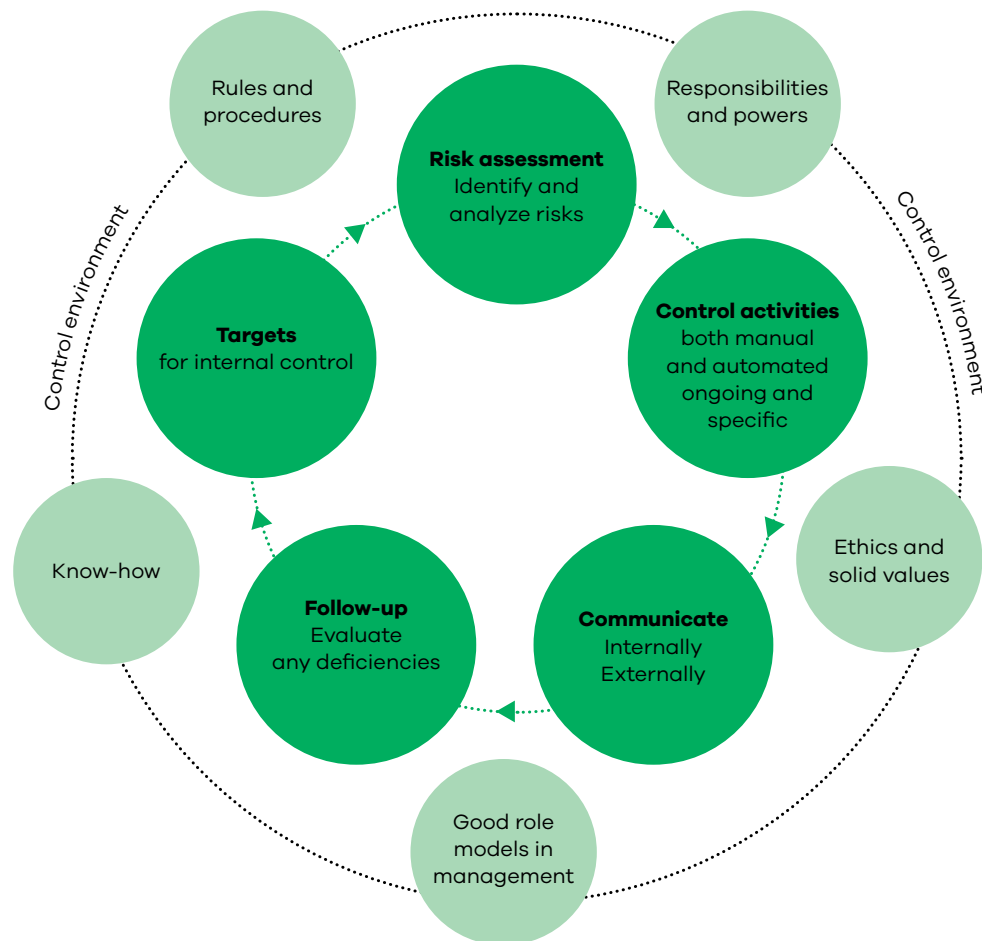 Rules and
procedures
Responsibilities
and powers
Risk assessment
Identify and
analyze risks
Control environment
Control environment
Targets
for internal control
Control activities
both manual
and automated
ongoing and
specific
Know-how
Ethics and
solid values
Follow-up
Evaluate
any deficiencies
Communicate
Internally
Externally
Good role
models in
management